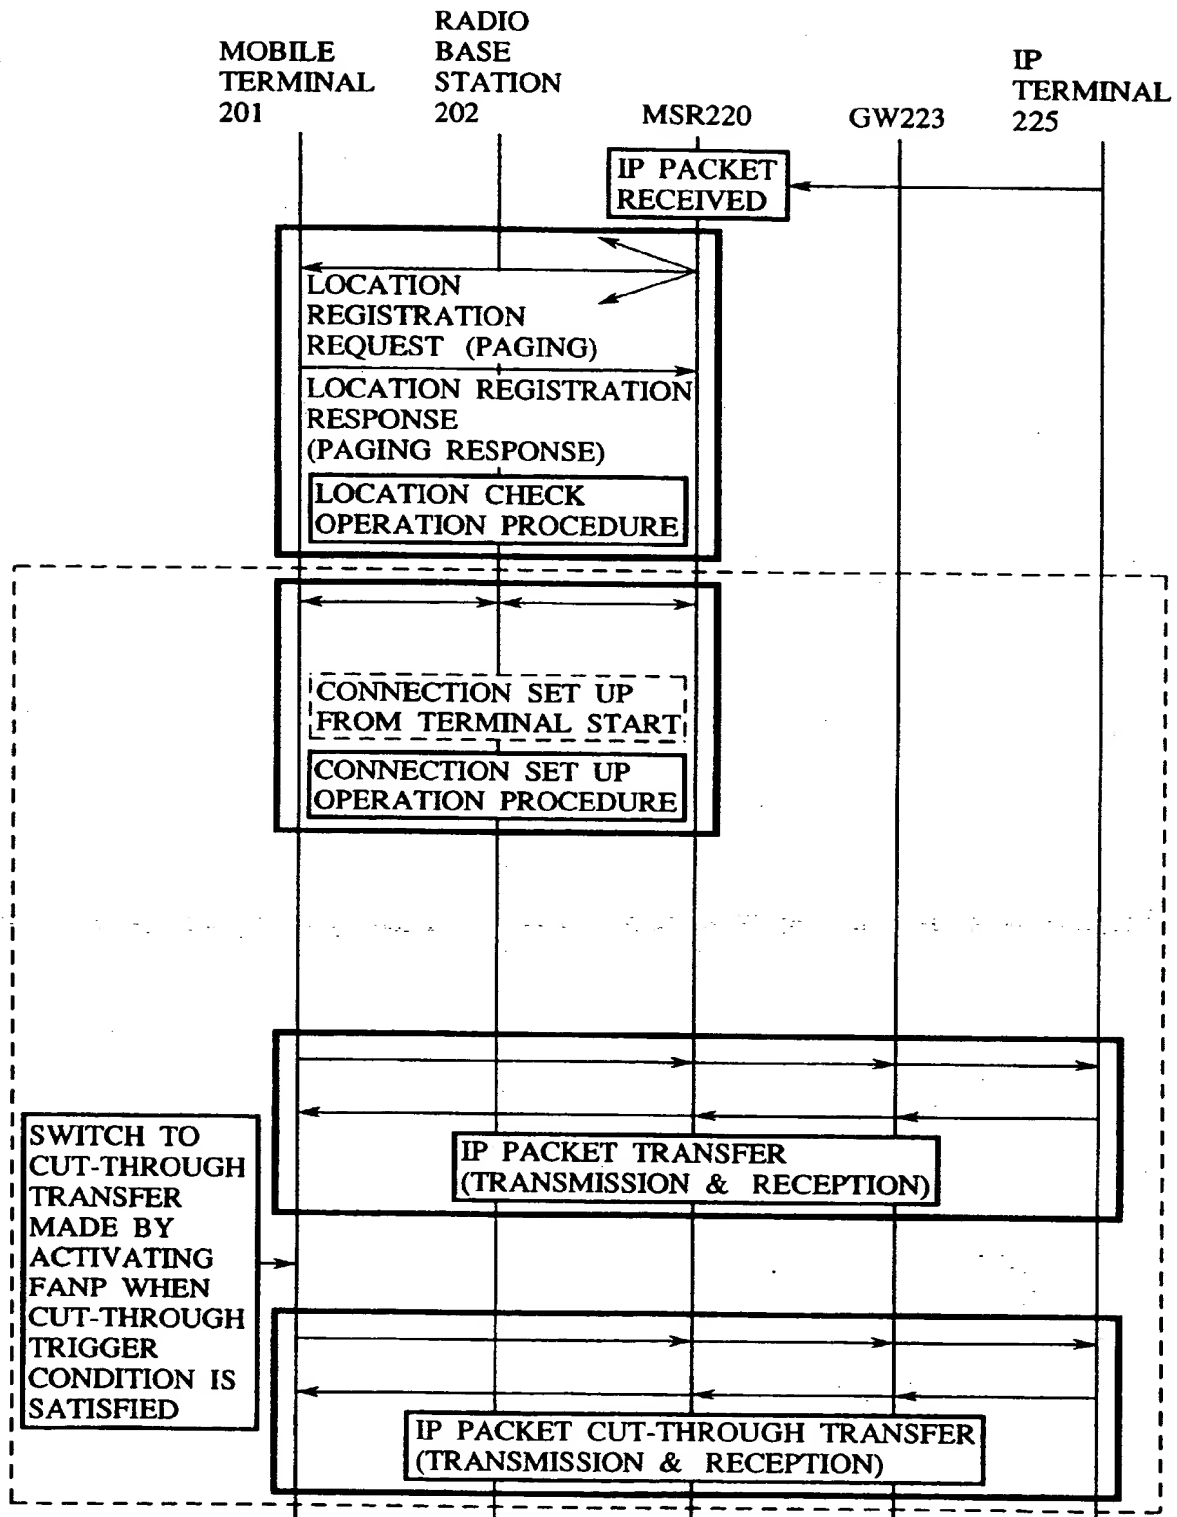 MOBILE
TERMINAL
201
RADIO
BASE
STATION
202
MSR220
GW223
IP
TERMINAL
225
IP PACKET
RECEIVED
LOCATION
REGISTRATION
REQUEST (PAGING)
LOCATION REGISTRATION
RESPONSE
(PAGING RESPONSE)
LOCATION CHECK
OPERATION PROCEDURE
CONNECTION SET UP
FROM TERMINAL START
CONNECTION SET UP
OPERATION PROCEDURE
IP PACKET TRANSFER
(TRANSMISSION & RECEPTION)
SWITCH TO
CUT-THROUGH
TRANSFER
MADE BY
ACTIVATING
FANP WHEN
CUT-THROUGH
TRIGGER
CONDITION IS
SATISFIED
IP PACKET CUT-THROUGH TRANSFER
(TRANSMISSION & RECEPTION)